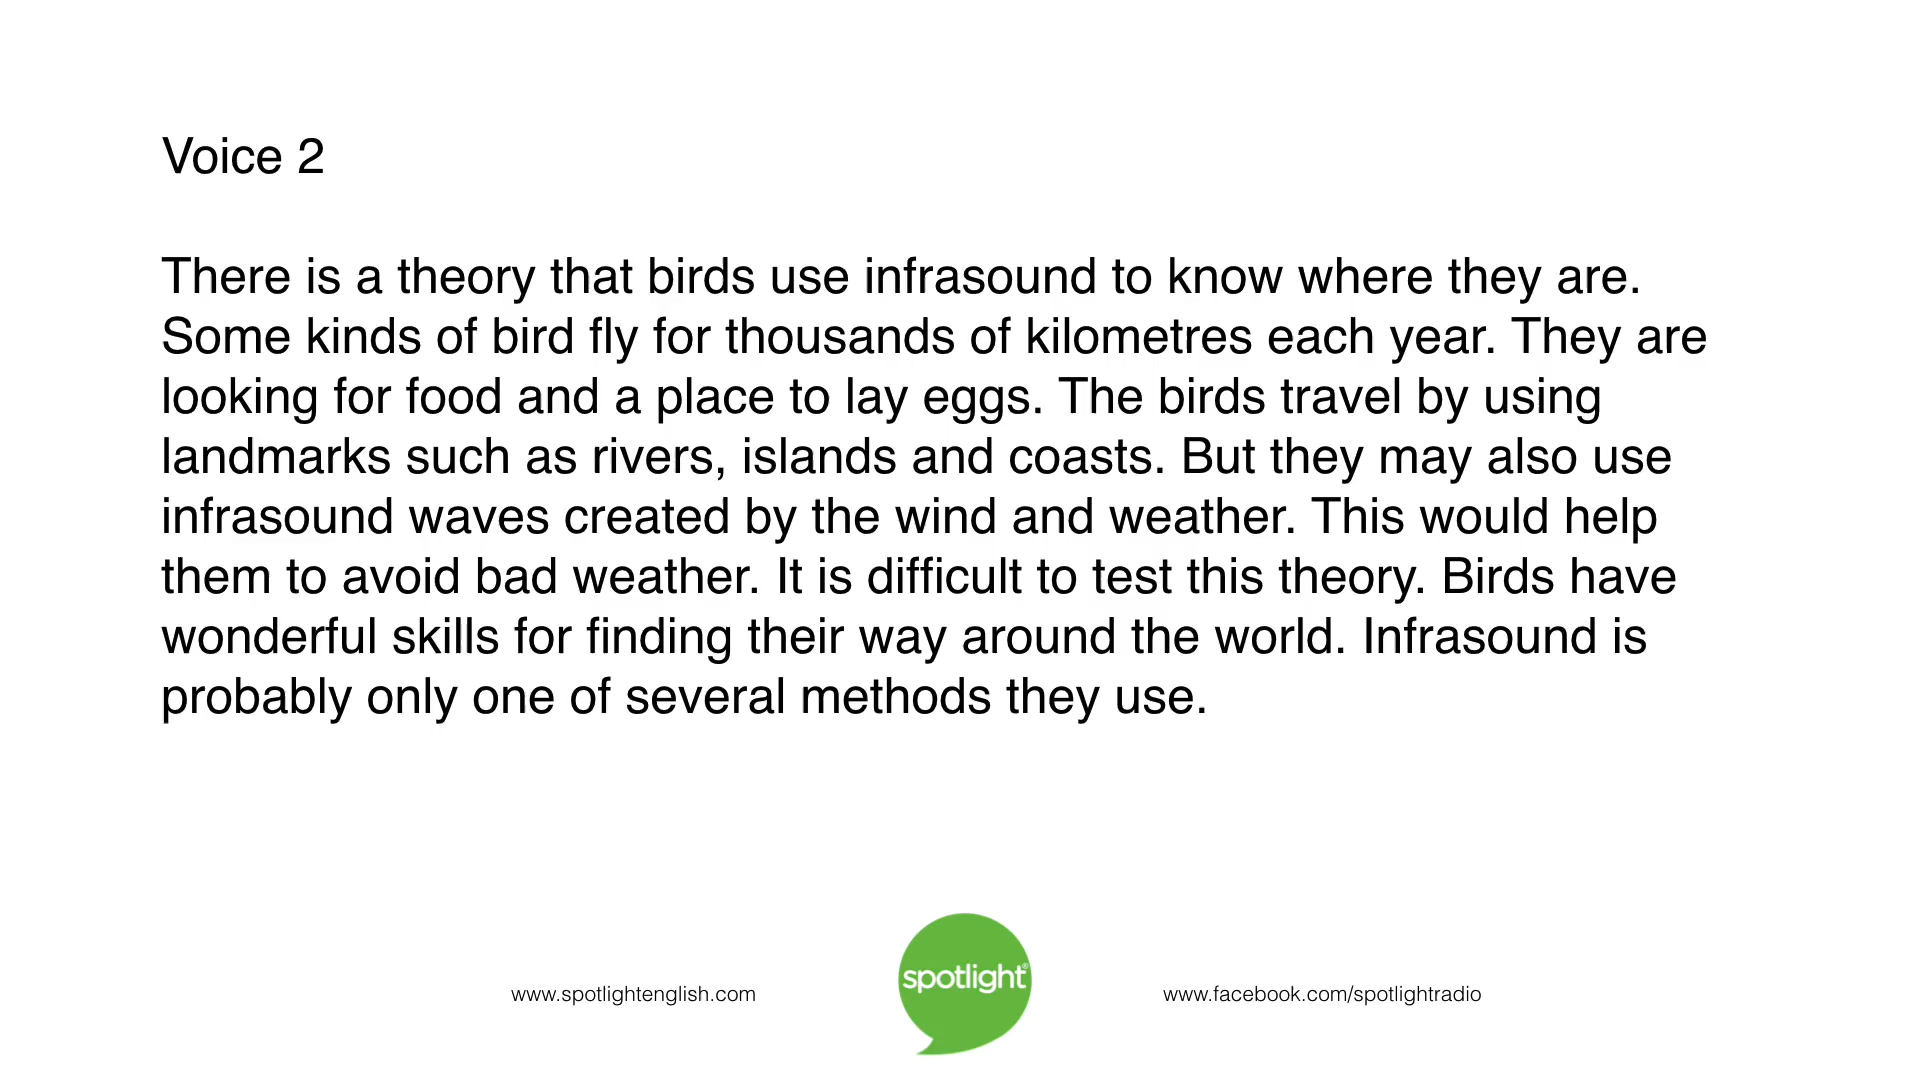 Voice 2
There is a theory that birds use infrasound to know where they are.
Some kinds of bird fly for thousands of kilometres each year. They are
looking for food and a place to lay eggs. The birds travel by using
landmarks such as rivers, islands and coasts. But they may also use
infrasound waves created by the wind and weather. This would help
them to avoid bad weather. It is difficult to test this theory. Birds have
wonderful skills for finding their way around the world. Infrasound is
probably only one of several methods they use.
www.spotlightenglish.com
spotlight®
www.facebook.com/spotlightradio